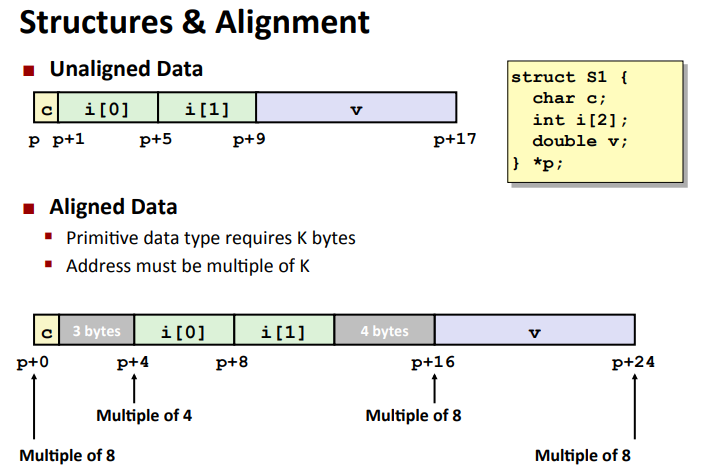 Structures & Alignment
Unaligned Data
c i[0] i[1] v
p p+1 p+5 p+9 p+17
struct S1 {
char c;
int i[2];
double v;
} *p;
Aligned Data
Primitive data type requires K bytes
Address must be multiple of K
c 3 bytes i[0] i[1] 4 bytes v
p+0 p+4 p+8 p+16 p+24
Multiple of 4 Multiple of 8
Multiple of 8 Multiple of 8